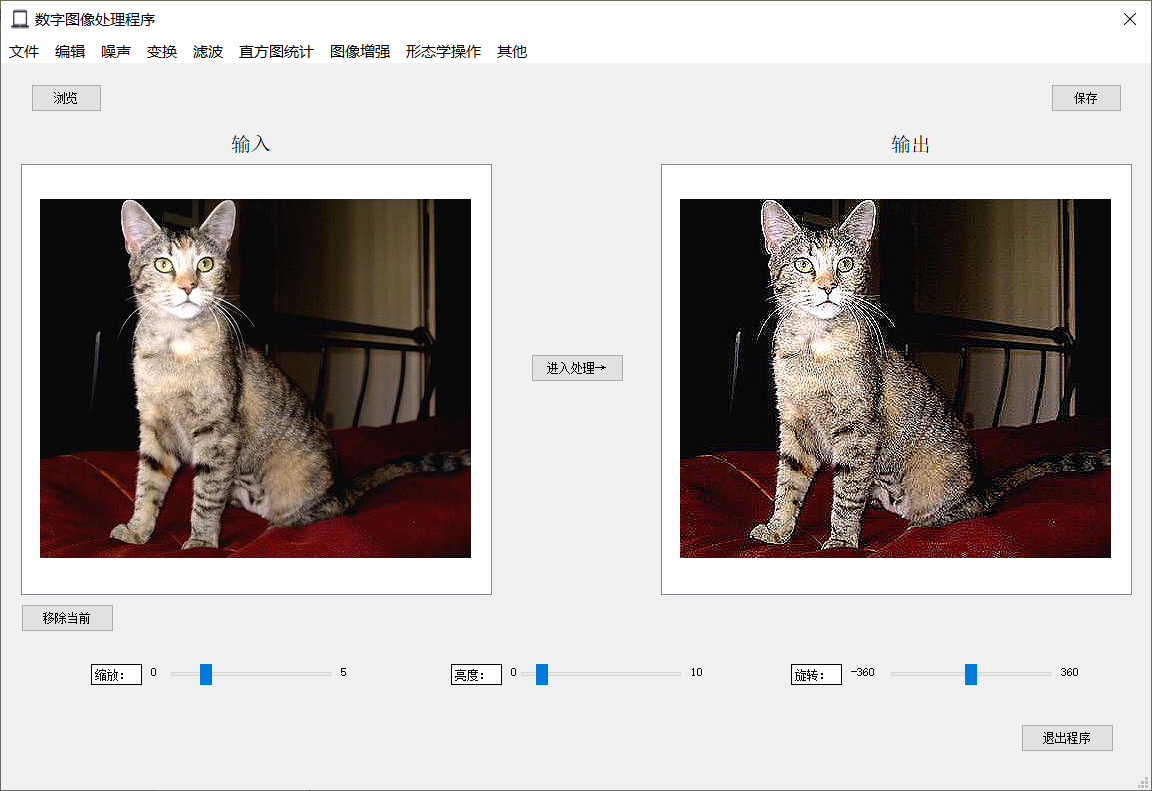 数字图像处理程序
文件 编辑 噪声 变换 滤波 直方图统计 图像增强 形态学操作 其他
浏览 保存
输入 输出
进入处理→
移除当前
缩放： 0 5 亮度： 0 10 旋转： -360 360
退出程序